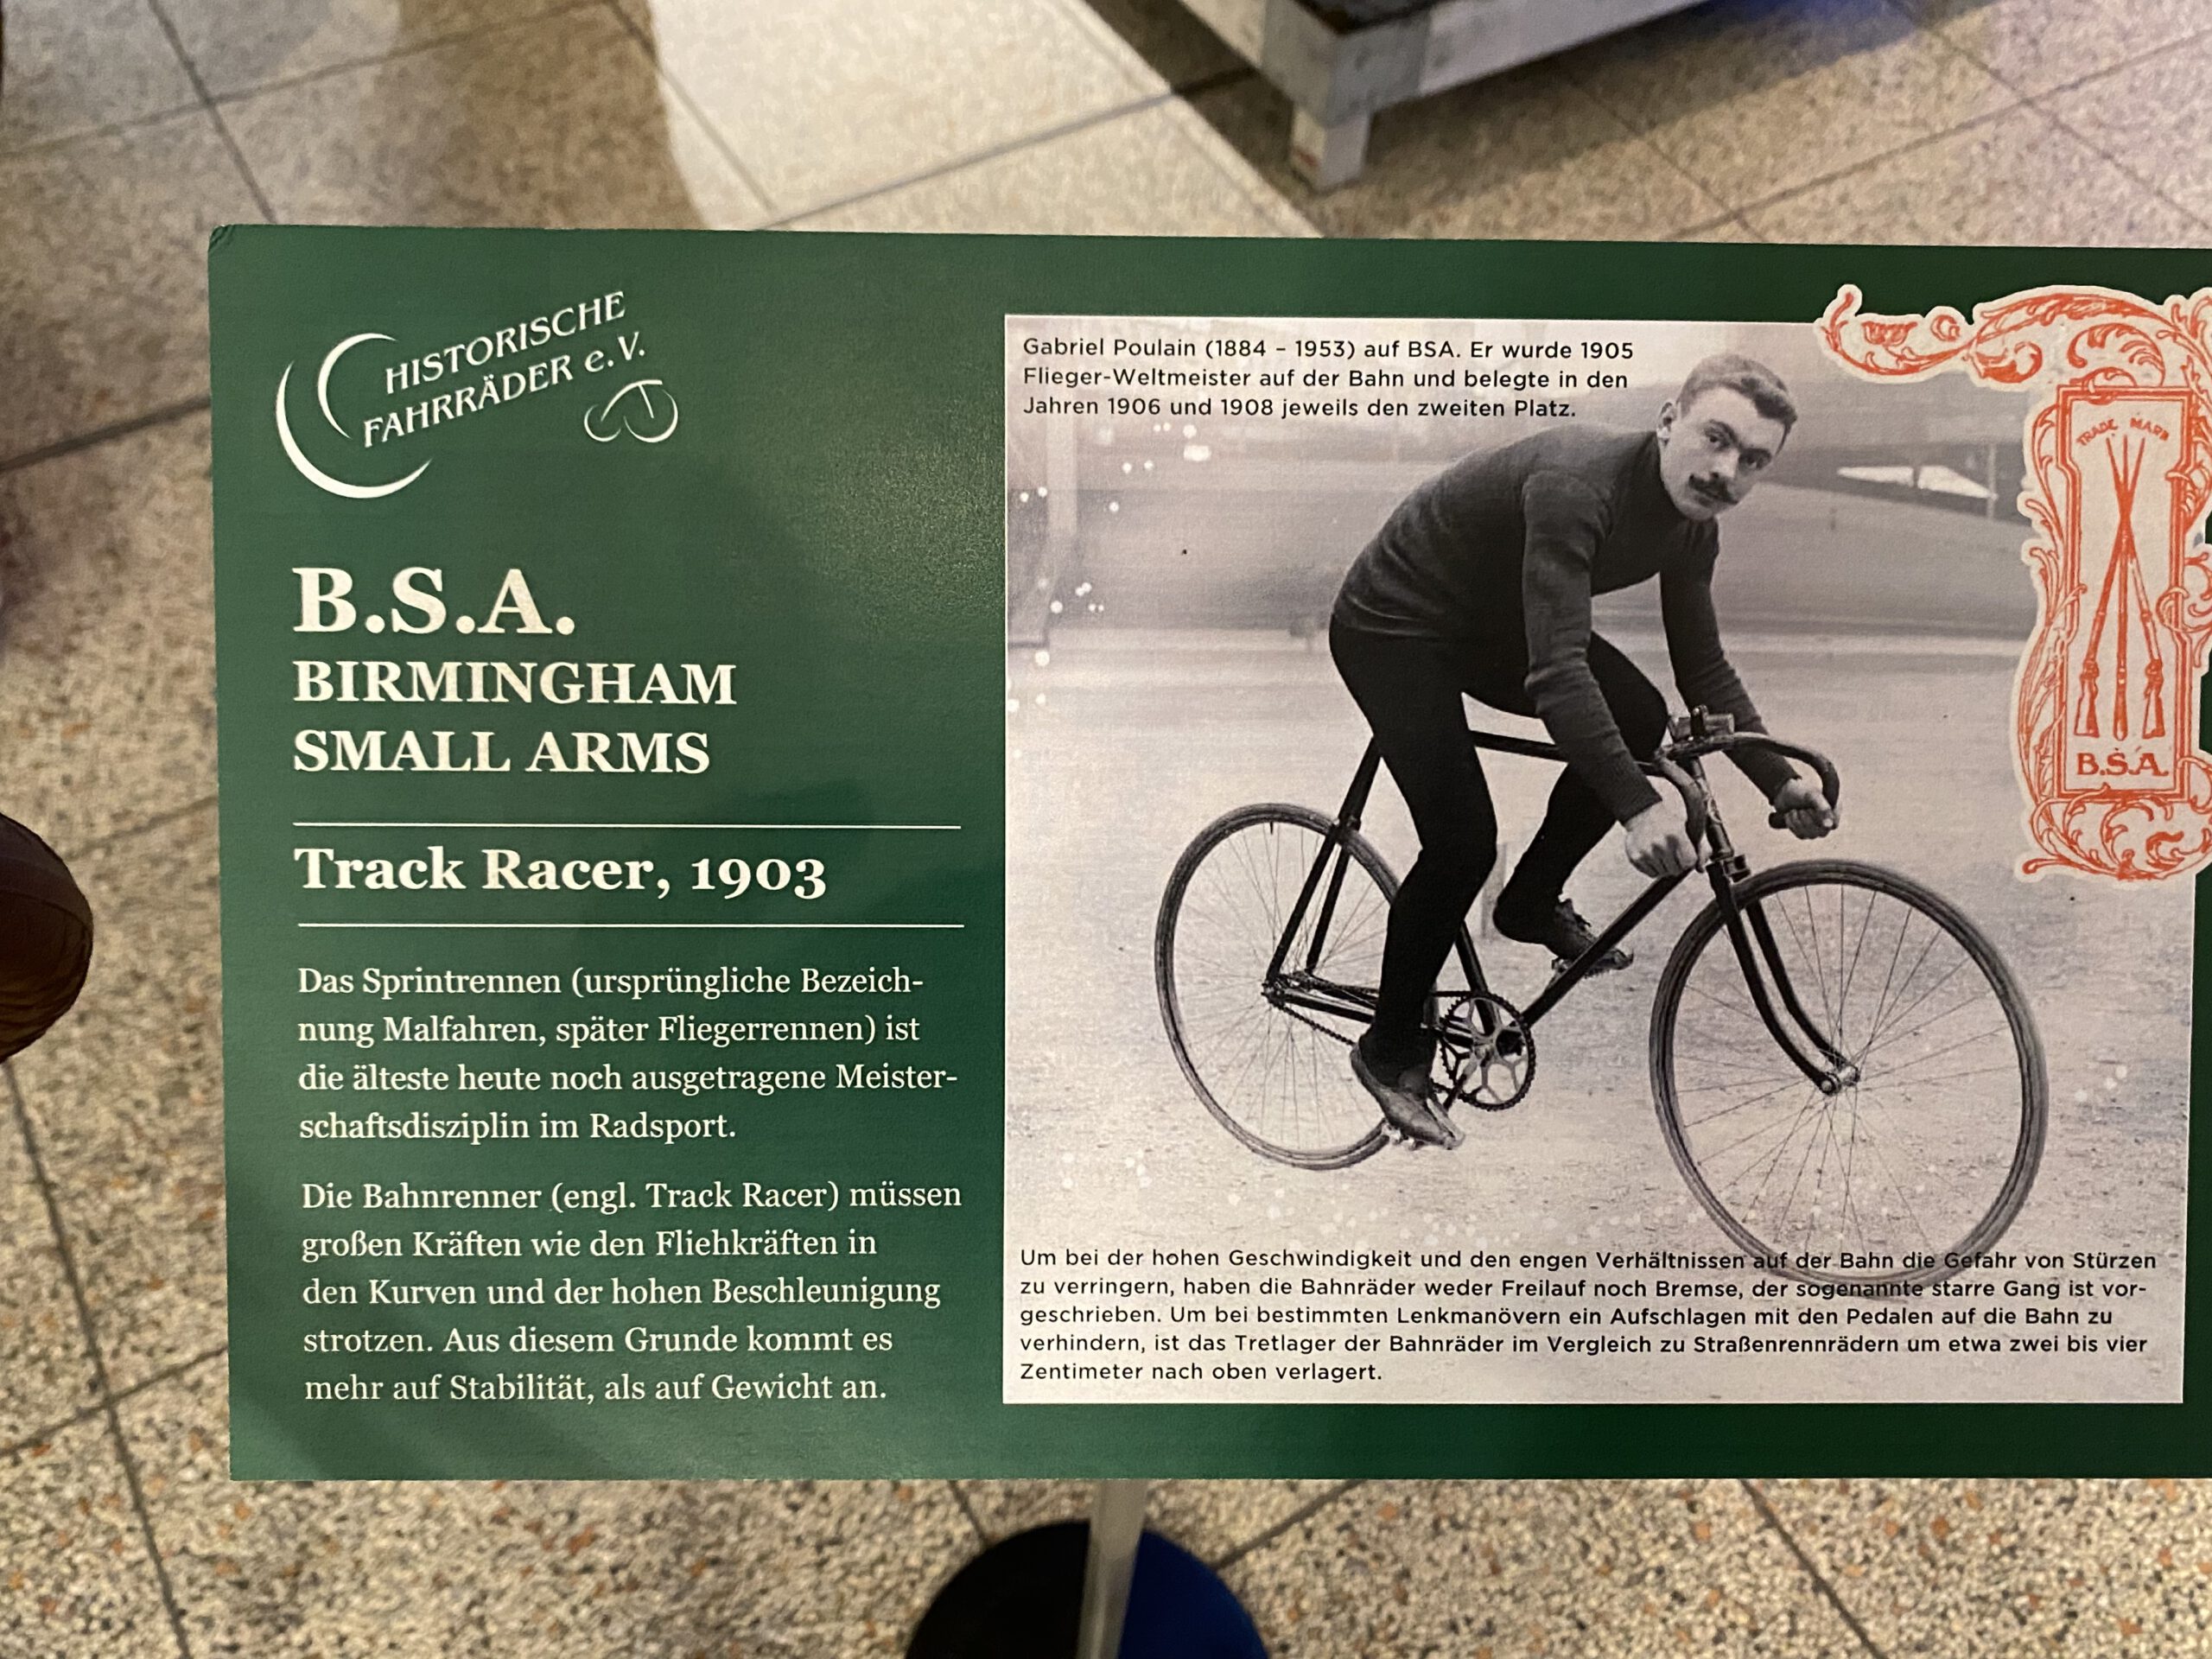 HISTORISCHE
FAHRRÄDER e.V.
B.S.A.
BIRMINGHAM
SMALL ARMS
Track Racer, 1903
Das Sprintrennen (ursprüngliche Bezeich-
nung Malfahren, später Fliegerrennen) ist
die älteste heute noch ausgetragene Meister-
schaftsdisziplin im Radsport.
Die Bahnrenner (engl. Track Racer) müssen
großen Kräften wie den Fliehkräften in
den Kurven und der hohen Beschleunigung
strotzen. Aus diesem Grunde kommt es
mehr auf Stabilität, als auf Gewicht an.
Gabriel Poulain (1884 – 1953) auf BSA. Er wurde 1905
Flieger-Weltmeister auf der Bahn und belegte in den
Jahren 1906 und 1908 jeweils den zweiten Platz.
TRADE MARK
B.S.A.
Um bei der hohen Geschwindigkeit und den engen Verhältnissen auf der Bahn die Gefahr von Stürzen
zu verringern, haben die Bahnräder weder Freilauf noch Bremse, der sogenannte starre Gang ist vor-
geschrieben. Um bei bestimmten Lenkmanövern ein Aufschlagen mit den Pedalen auf die Bahn zu
verhindern, ist das Tretlager der Bahnräder im Vergleich zu Straßenrennrädern um etwa zwei bis vier
Zentimeter nach oben verlagert.